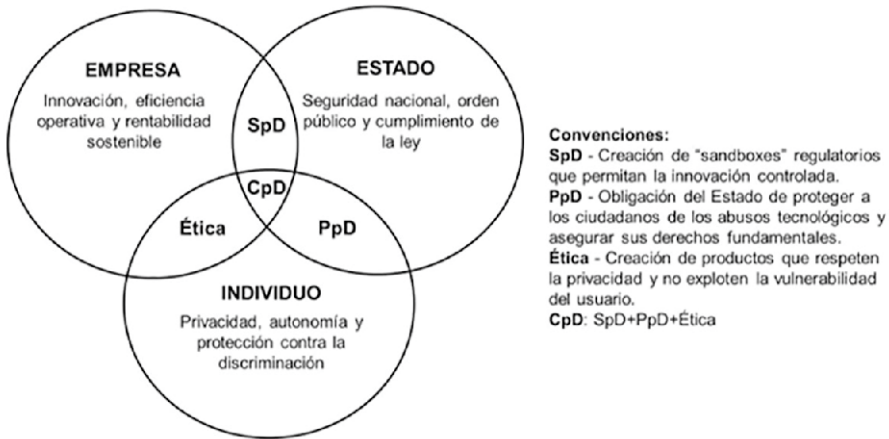 EMPRESA
Innovación, eficiencia
operativa y rentabilidad
sostenible
ESTADO
Seguridad nacional, orden
público y cumplimiento de
la ley
SpD
CpD
Ética
PpD
INDIVIDUO
Privacidad, autonomía y
protección contra la
discriminación
Convenciones:
SpD - Creación de “sandboxes” regulatorios
que permitan la innovación controlada.
PpD - Obligación del Estado de proteger a
los ciudadanos de los abusos tecnológicos y
asegurar sus derechos fundamentales.
Ética - Creación de productos que respeten
la privacidad y no exploten la vulnerabilidad
del usuario.
CpD: SpD+PpD+Ética